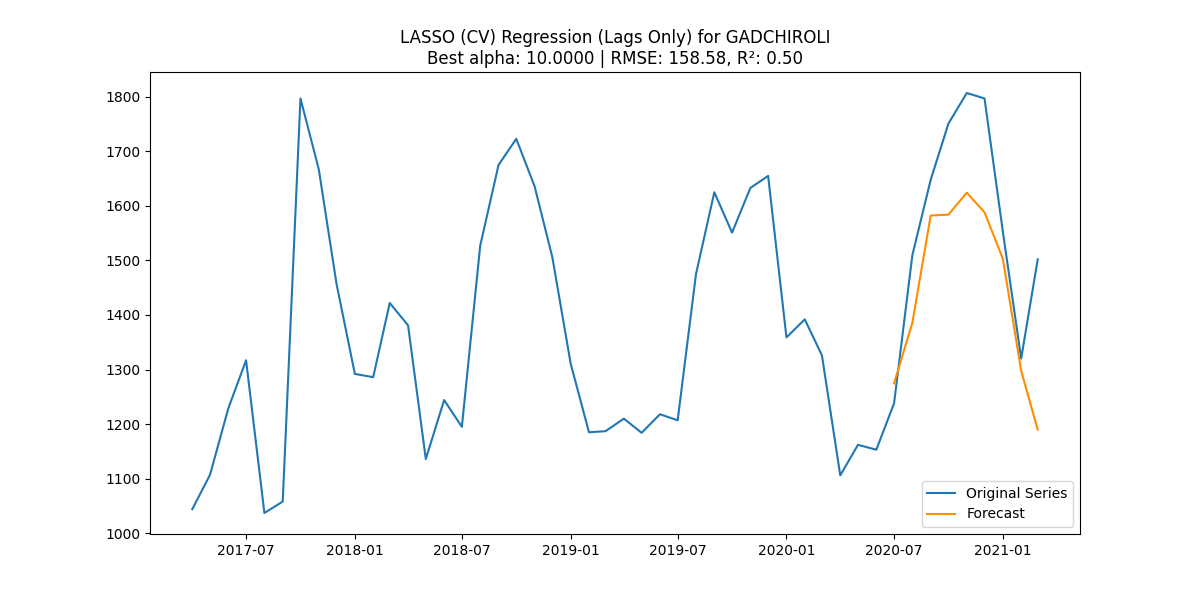 LASSO (CV) Regression (Lags Only) for GADCHIROLI
Best alpha: 10.0000 | RMSE: 158.58, R²: 0.50
1800
1700
1600
1500
1400
1300
1200
1100
1000
2017-07 2018-01 2018-07 2019-01 2019-07 2020-01 2020-07 2021-01
Original Series
Forecast